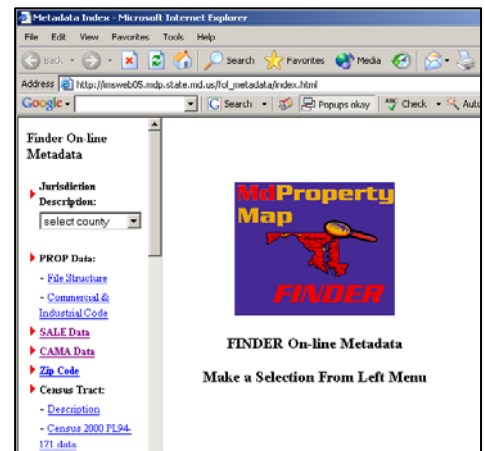 Metadata Index - Microsoft Internet Explorer
File Edit View Favorites Tools Help
Back Search Favorites Media
Address http://imsweb05.mdp.state.md.us/fol_metadata/index.html
Google Search Popups okay ABC Check Auto
Finder On-line
Metadata
Jurisdiction
Description:
select county
PROP Data:
- File Structure
- Commercial &
Industrial Code
SALE Data
CAMA Data
Zip Code
Census Tract:
- Description
- Census 2000 PL94-
171 data
MdProperty
Map
FINDER
FINDER On-line Metadata
Make a Selection From Left Menu